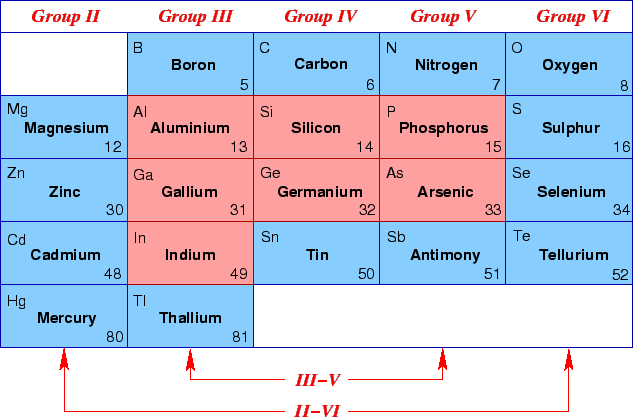 Group II Group III Group IV Group V Group VI
B C N O
Boron Carbon Nitrogen Oxygen
5 6 7 8
Mg Al Si P S
Magnesium Aluminium Silicon Phosphorus Sulphur
12 13 14 15 16
Zn Ga Ge As Se
Zinc Gallium Germanium Arsenic Selenium
30 31 32 33 34
Cd In Sn Sb Te
Cadmium Indium Tin Antimony Tellurium
48 49 50 51 52
Hg Tl
Mercury Thallium
80 81
III–V
II–VI